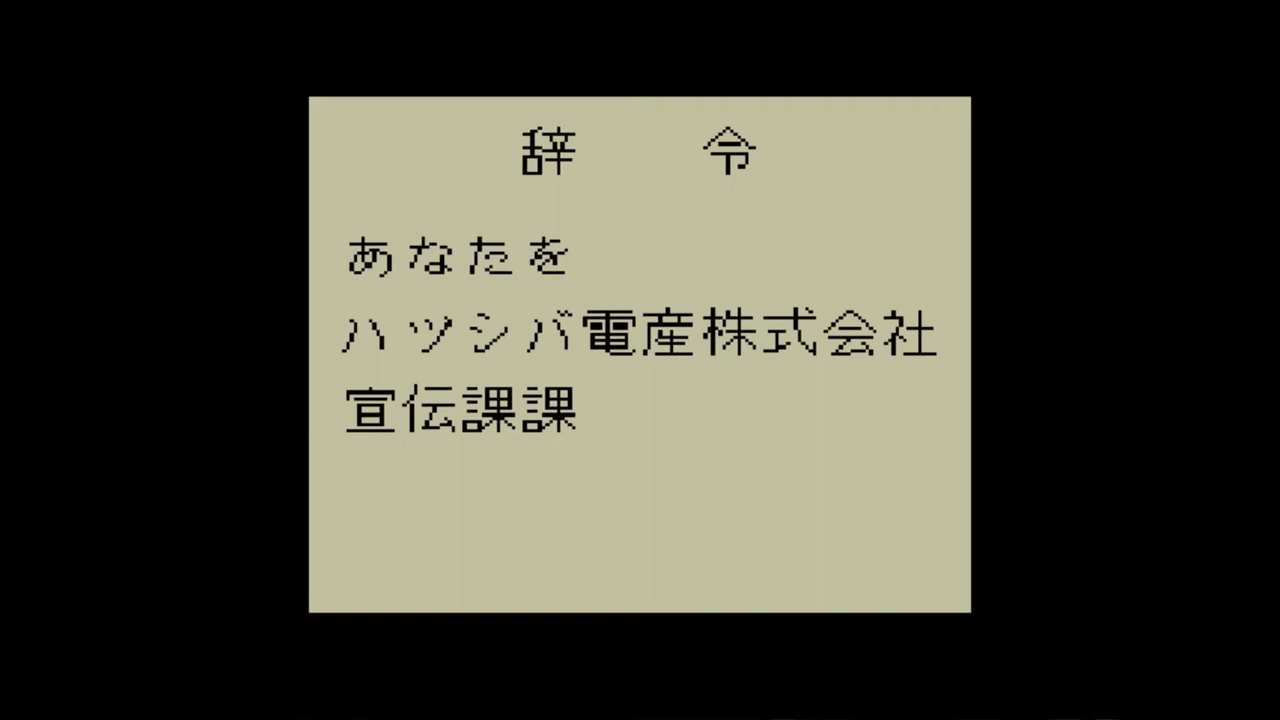 辞　　令
あなたを
ハツシバ電産株式会社
宣伝課課